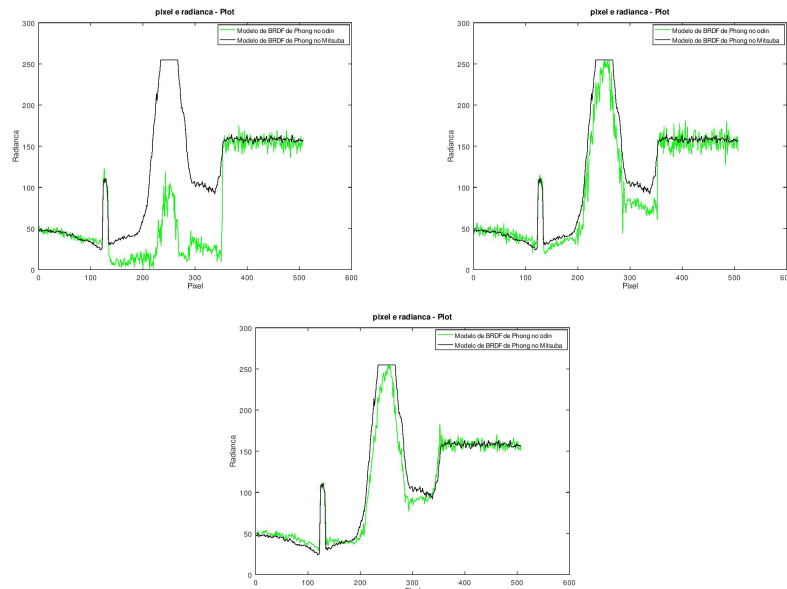 pixel e radianca - Plot
300
250
200
150
100
50
0
Radianca
Modelo de BRDF de Phong no odin
Modelo de BRDF de Phong no Mitsuba
0 100 200 300 400 500 600
Pixel
pixel e radianca - Plot
300
250
200
150
100
50
0
Radianca
Modelo de BRDF de Phong no odin
Modelo de BRDF de Phong no Mitsuba
0 100 200 300 400 500 600
Pixel
pixel e radianca - Plot
300
250
200
150
100
50
0
Radianca
Modelo de BRDF de Phong no odin
Modelo de BRDF de Phong no Mitsuba
0 100 200 300 400 500 600